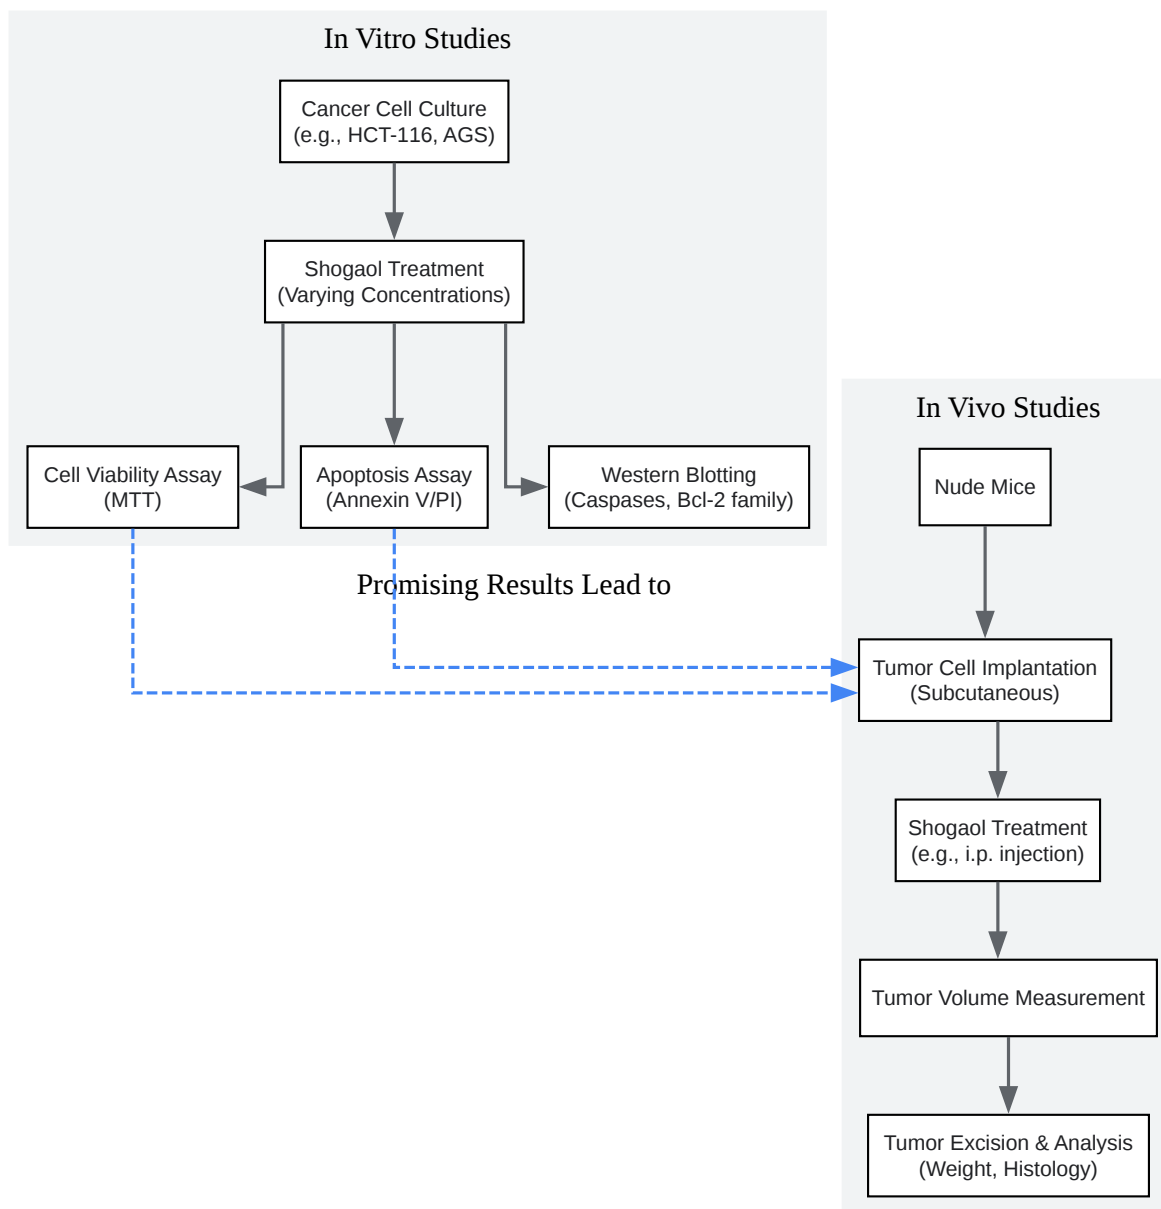 In Vitro Studies
Cancer Cell Culture
(e.g., HCT-116, AGS)
Shogaol Treatment
(Varying Concentrations)
Cell Viability Assay
(MTT)
Apoptosis Assay
(Annexin V/PI)
Western Blotting
(Caspases, Bcl-2 family)
Promising Results Lead to
In Vivo Studies
Nude Mice
Tumor Cell Implantation
(Subcutaneous)
Shogaol Treatment
(e.g., i.p. injection)
Tumor Volume Measurement
Tumor Excision & Analysis
(Weight, Histology)